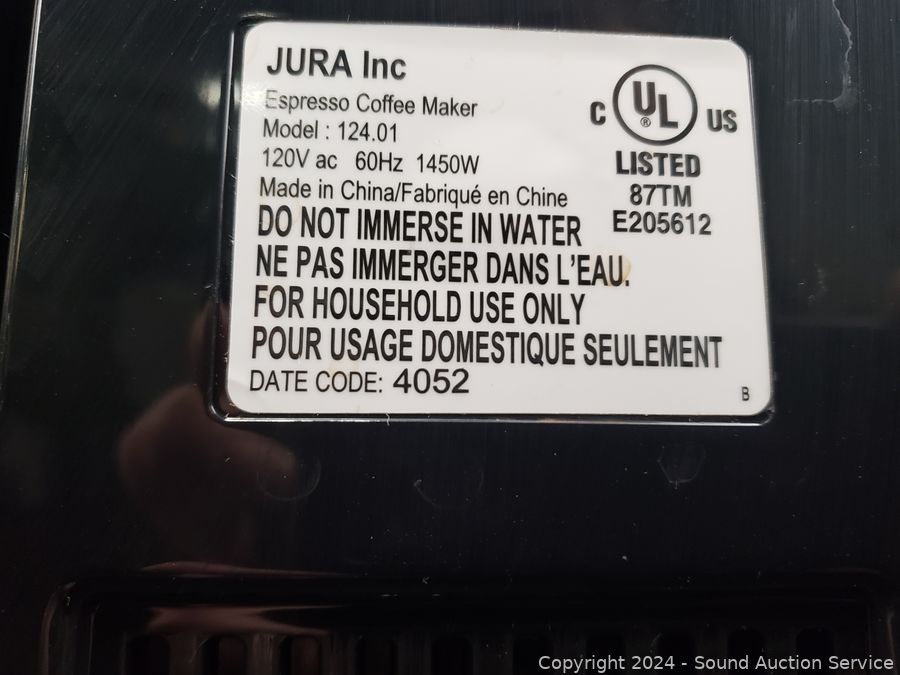 JURA Inc
Espresso Coffee Maker
Model : 124.01
120V ac 60Hz 1450W
Made in China/Fabriqué en Chine
C UL ® US
LISTED
87TM
E205612
DO NOT IMMERSE IN WATER
NE PAS IMMERGER DANS L'EAU.
FOR HOUSEHOLD USE ONLY
POUR USAGE DOMESTIQUE SEULEMENT
DATE CODE: 4052
B
Copyright 2024 - Sound Auction Service